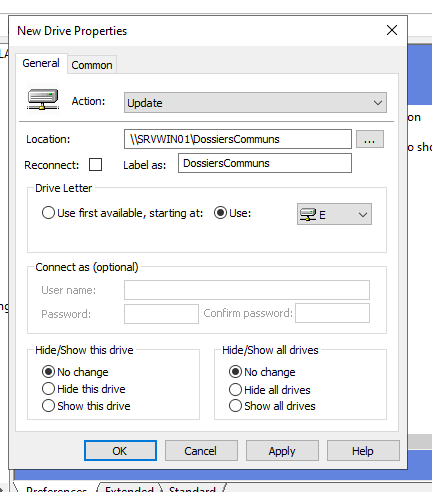 New Drive Properties
General Common
Action: Update
Location: \\SRVWIN01\DossiersCommuns ...
Reconnect: Label as: DossiersCommuns
Drive Letter
Use first available, starting at: Use: E
Connect as (optional)
User name:
Password: Confirm password:
Hide/Show this drive Hide/Show all drives
No change No change
Hide this drive Hide all drives
Show this drive Show all drives
OK Cancel Apply Help
Preferences Extended Standard